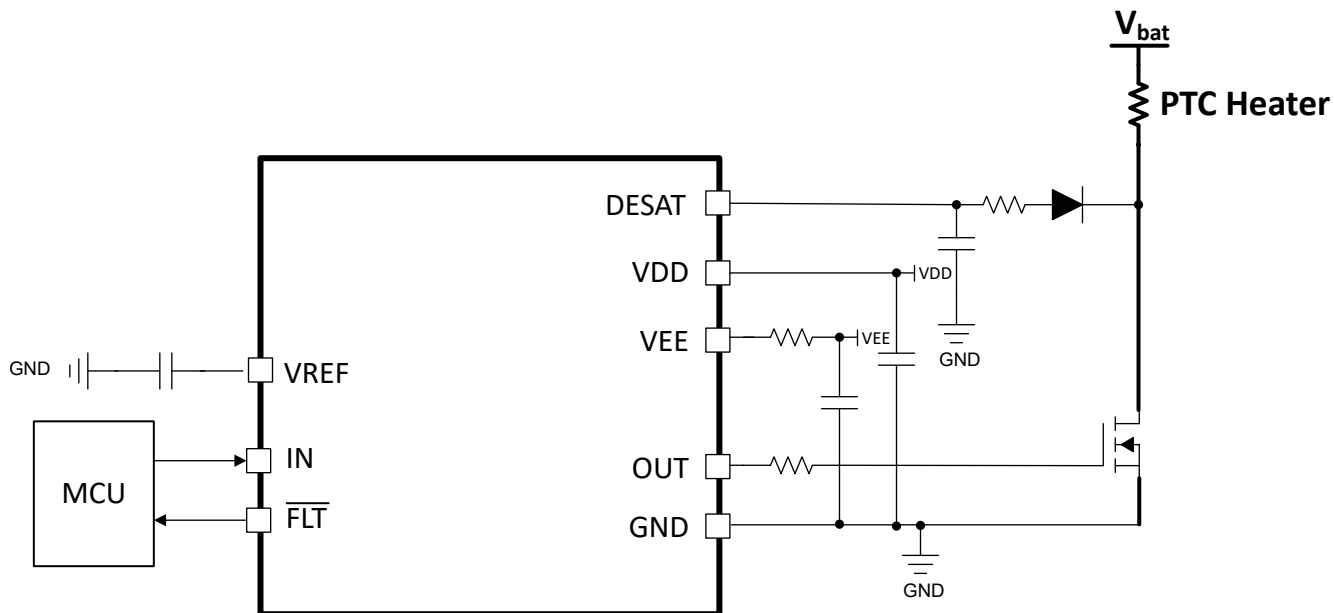 Vbat
PTC Heater
DESAT
VDD
VDD
VEE
VEE
GND
GND
VREF
MCU
IN
FLT
OUT
GND
GND